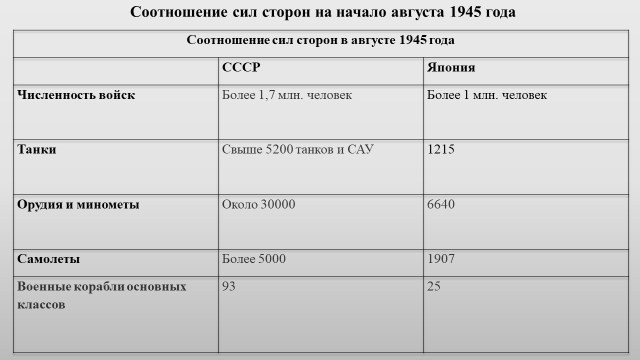 Соотношение сил сторон на начало августа 1945 года
Соотношение сил сторон в августе 1945 года
СССР Япония
Численность войск Более 1,7 млн. человек Более 1 млн. человек
Танки Свыше 5200 танков и САУ 1215
Орудия и минометы Около 30000 6640
Самолеты Более 5000 1907
Военные корабли основных 93 25
классов